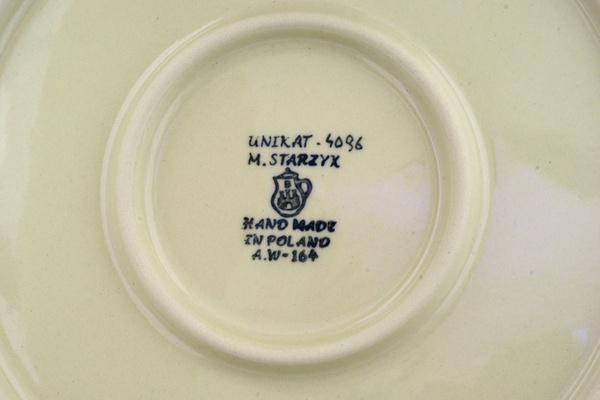 UNIKAT - 4096
M. STARZYK
B
HAND MADE
IN POLAND
A.W-164